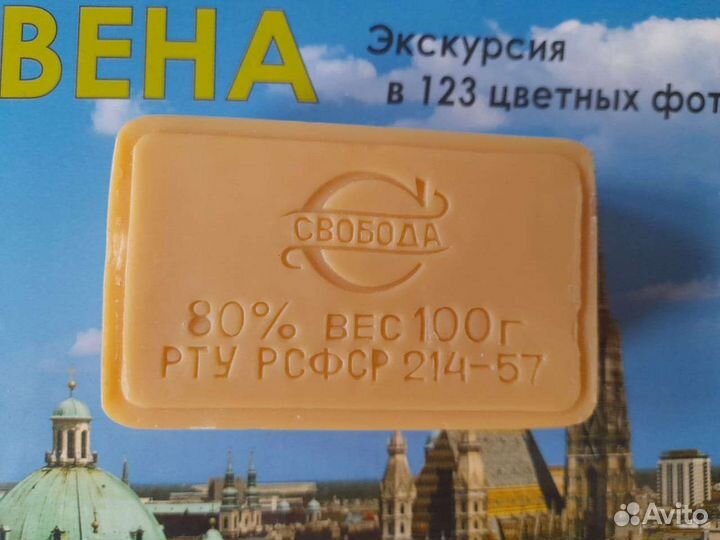 ВЕНА
Экскурсия
в 123 цветных фот
СВОБОДА
80% ВЕС 100г
РТУ РСФСР 214-57
Avito